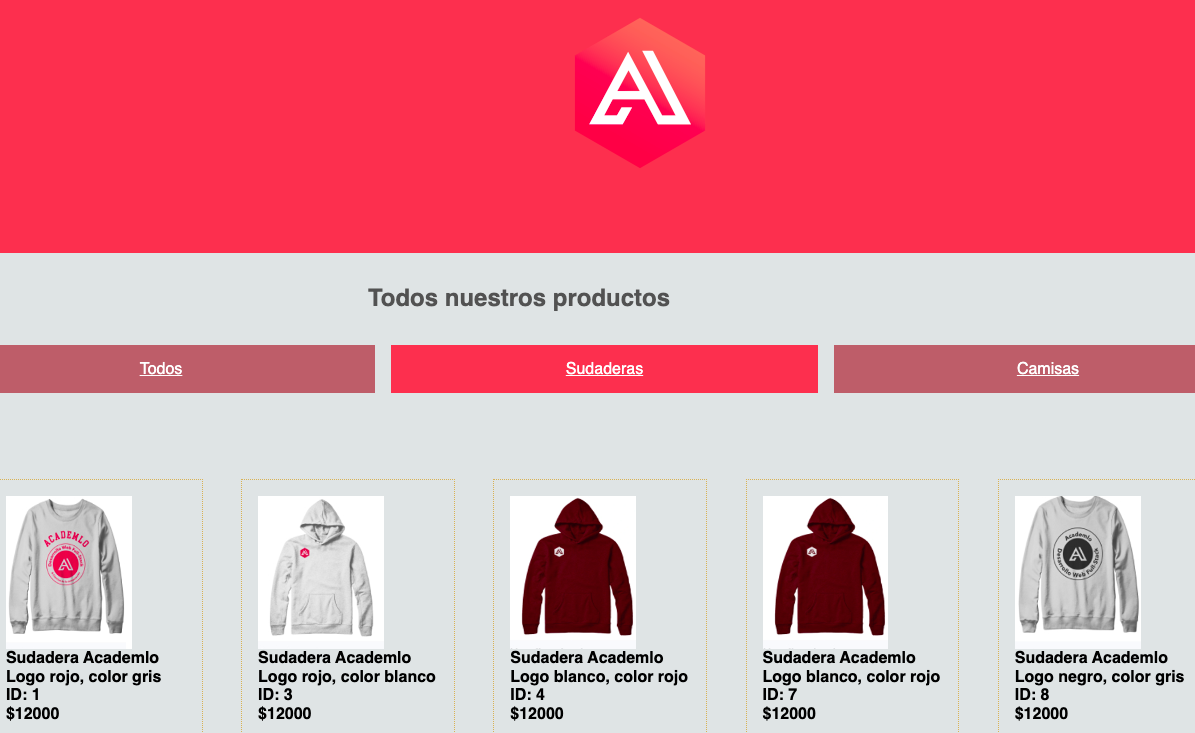 Todos nuestros productos
Todos
Sudaderas
Camisas
ACADEMLO
Desarrollo Web Full-Stack
Academlo
Desarrollo Web Full-Stack
Sudadera Academlo
Logo rojo, color gris
ID: 1
$12000
Sudadera Academlo
Logo rojo, color blanco
ID: 3
$12000
Sudadera Academlo
Logo blanco, color rojo
ID: 4
$12000
Sudadera Academlo
Logo blanco, color rojo
ID: 7
$12000
Sudadera Academlo
Logo negro, color gris
ID: 8
$12000